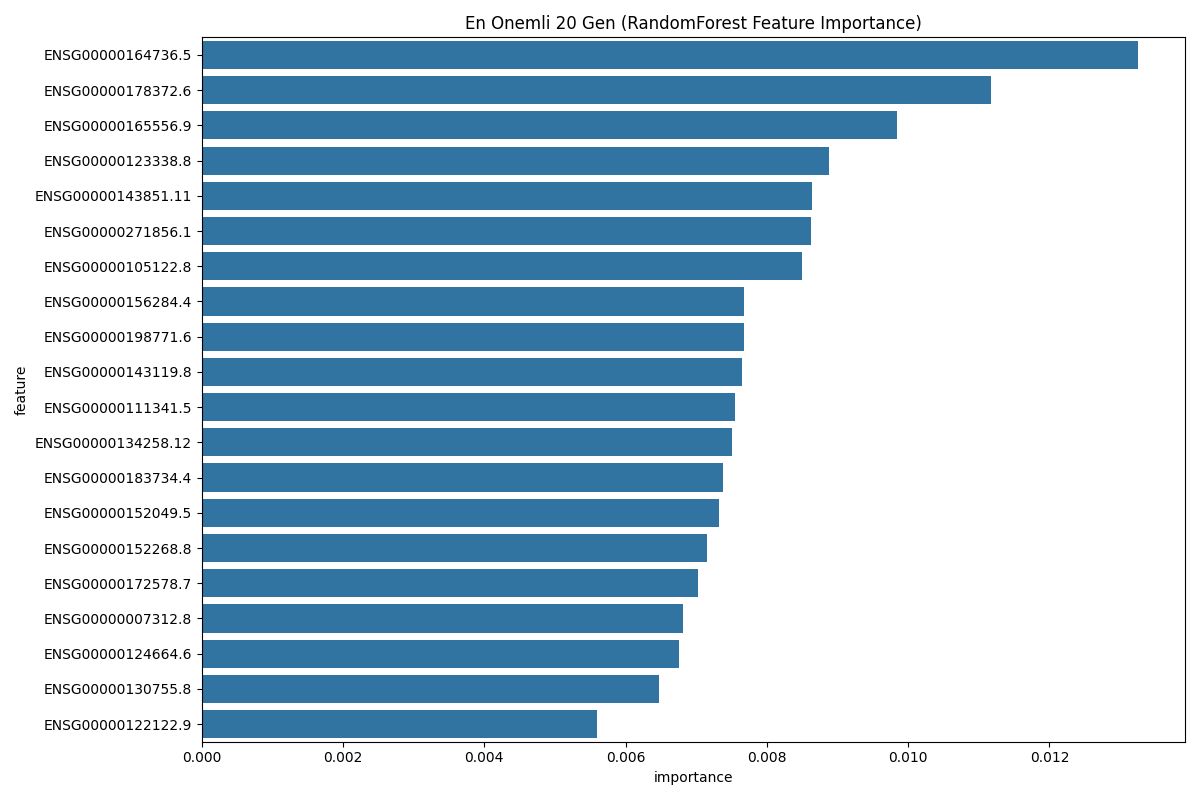 En Onemli 20 Gen (RandomForest Feature Importance)
ENSG00000164736.5
ENSG00000178372.6
ENSG00000165556.9
ENSG00000123338.8
ENSG00000143851.11
ENSG00000271856.1
ENSG00000105122.8
ENSG00000156284.4
ENSG00000198771.6
ENSG00000143119.8
ENSG00000111341.5
ENSG00000134258.12
ENSG00000183734.4
ENSG00000152049.5
ENSG00000152268.8
ENSG00000172578.7
ENSG00000007312.8
ENSG00000124664.6
ENSG00000130755.8
ENSG00000122122.9
feature
0.000 0.002 0.004 0.006 0.008 0.010 0.012
importance